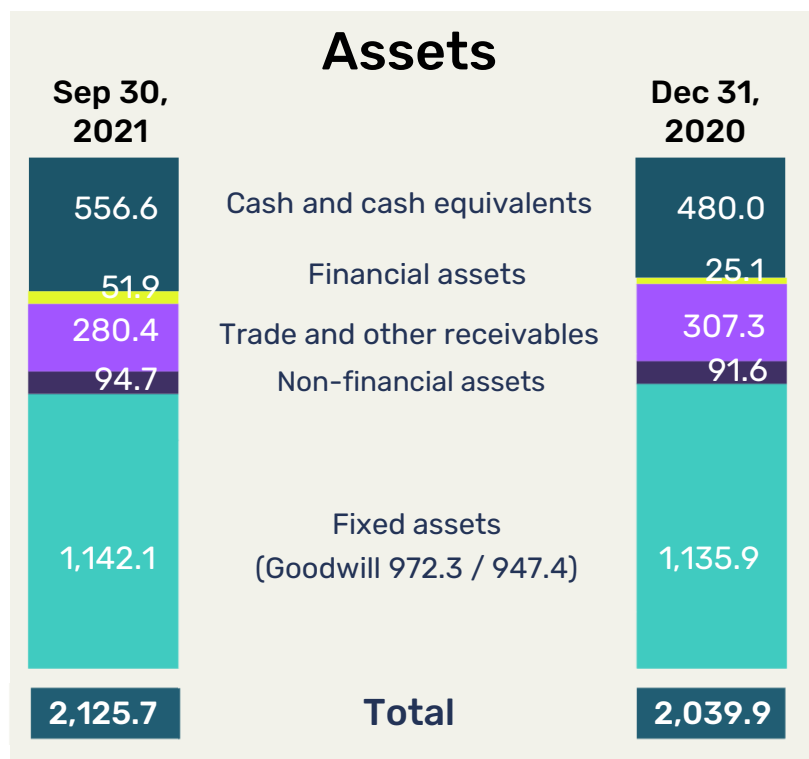 Assets
Sep 30,
2021
Dec 31,
2020
556.6
Cash and cash equivalents
480.0
51.9
Financial assets
25.1
280.4
Trade and other receivables
307.3
94.7
Non-financial assets
91.6
1,142.1
Fixed assets
(Goodwill 972.3 / 947.4)
1,135.9
2,125.7
Total
2,039.9